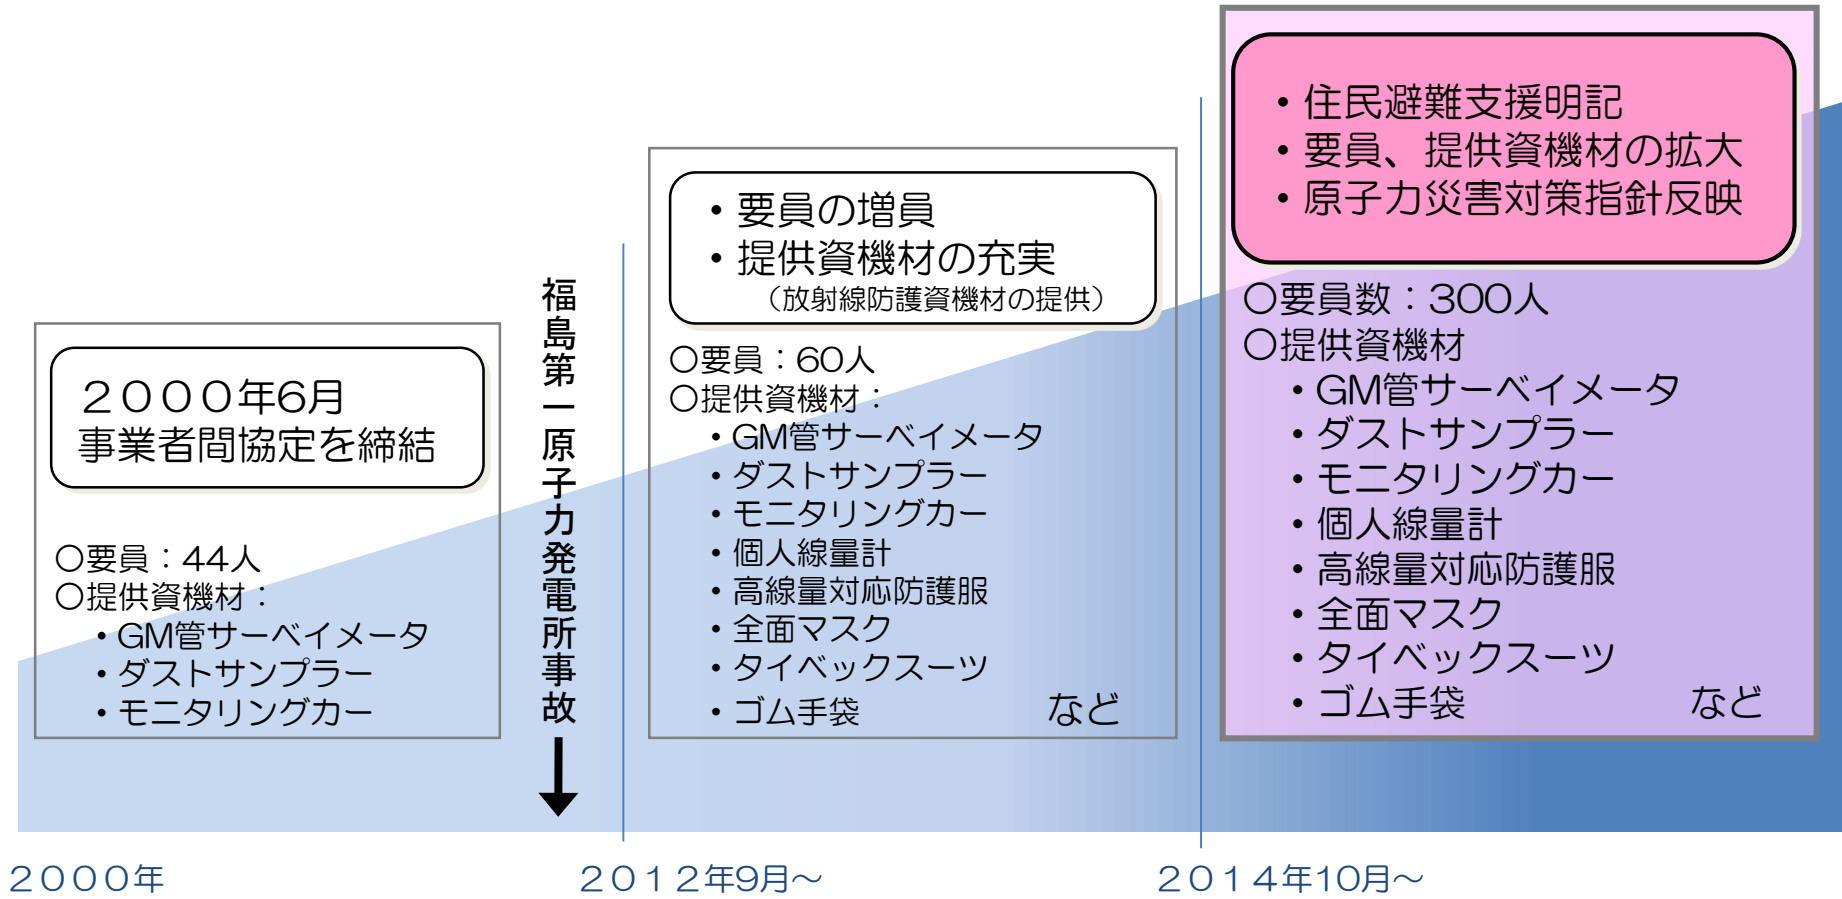 ２０００年6月
事業者間協定を締結
○要員：44人
○提供資機材：
・GM管サーベイメータ
・ダストサンプラー
・モニタリングカー
福島第一原子力発電所事故
・要員の増員
・提供資機材の充実
（放射線防護資機材の提供）
○要員：60人
○提供資機材：
・GM管サーベイメータ
・ダストサンプラー
・モニタリングカー
・個人線量計
・高線量対応防護服
・全面マスク
・タイベックスーツ
・ゴム手袋　など
・住民避難支援明記
・要員、提供資機材の拡大
・原子力災害対策指針反映
○要員数：300人
○提供資機材
・GM管サーベイメータ
・ダストサンプラー
・モニタリングカー
・個人線量計
・高線量対応防護服
・全面マスク
・タイベックスーツ
・ゴム手袋　など
２０００年
２０１２年9月～
２０１４年10月～